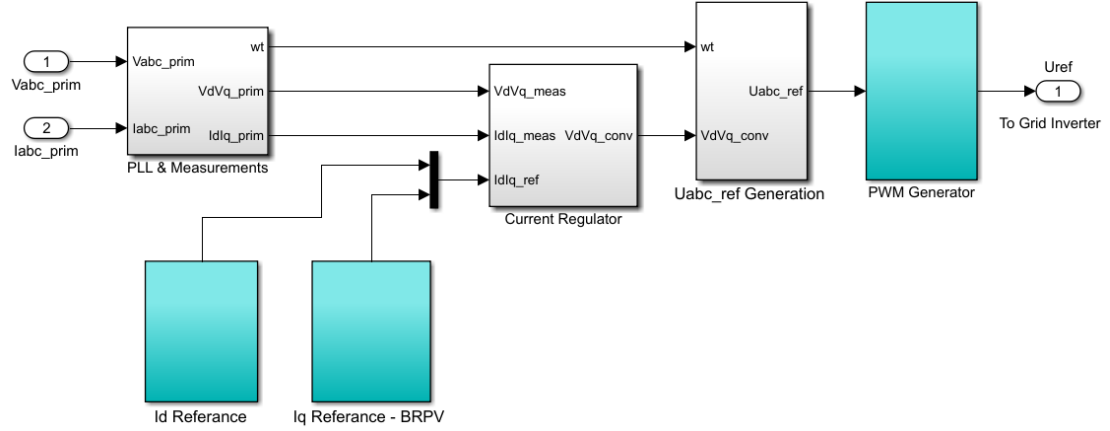 1
Vabc_prim
2
Iabc_prim
Vabc_prim
Iabc_prim
wt
VdVq_prim
IdIq_prim
PLL & Measurements
VdVq_meas
IdIq_meas
IdIq_ref
VdVq_conv
Current Regulator
wt
VdVq_conv
Uabc_ref
Uabc_ref Generation
PWM Generator
Uref
1
To Grid Inverter
Id Referance
Iq Referance - BRPV